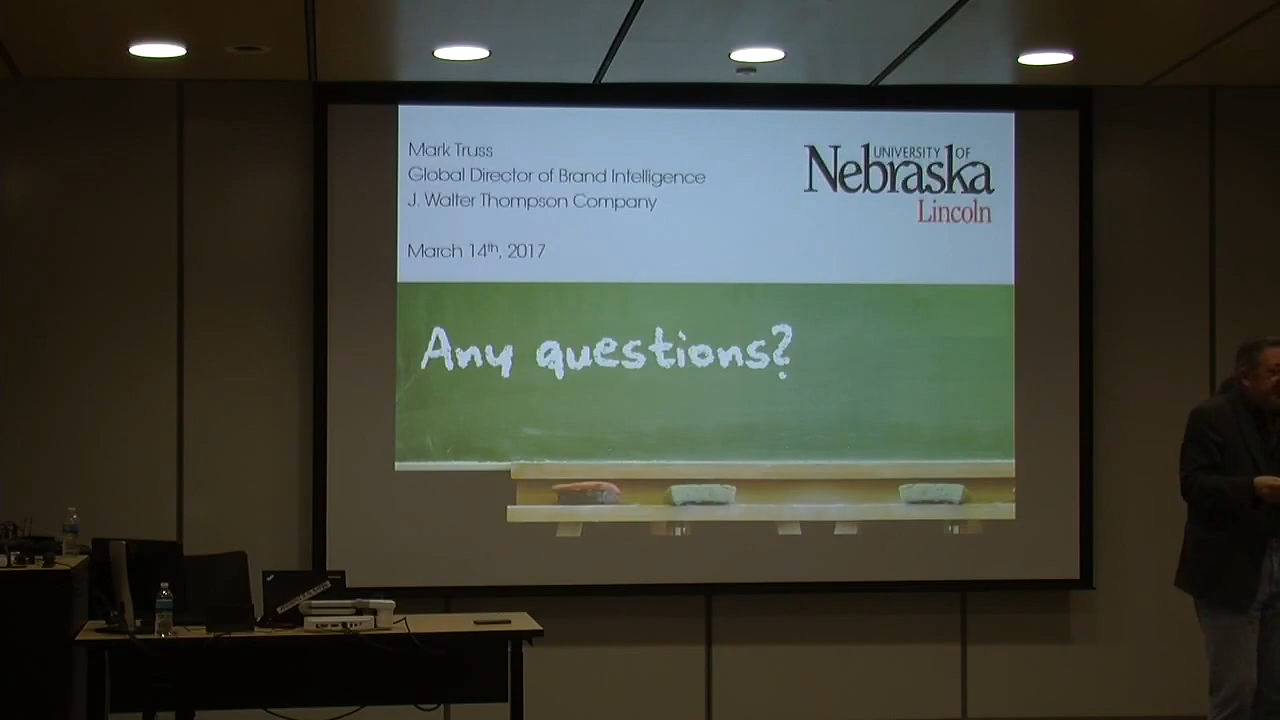 Mark Truss
Global Director of Brand Intelligence
J. Walter Thompson Company
March 14th, 2017
UNIVERSITY OF
Nebraska
Lincoln
Any questions?